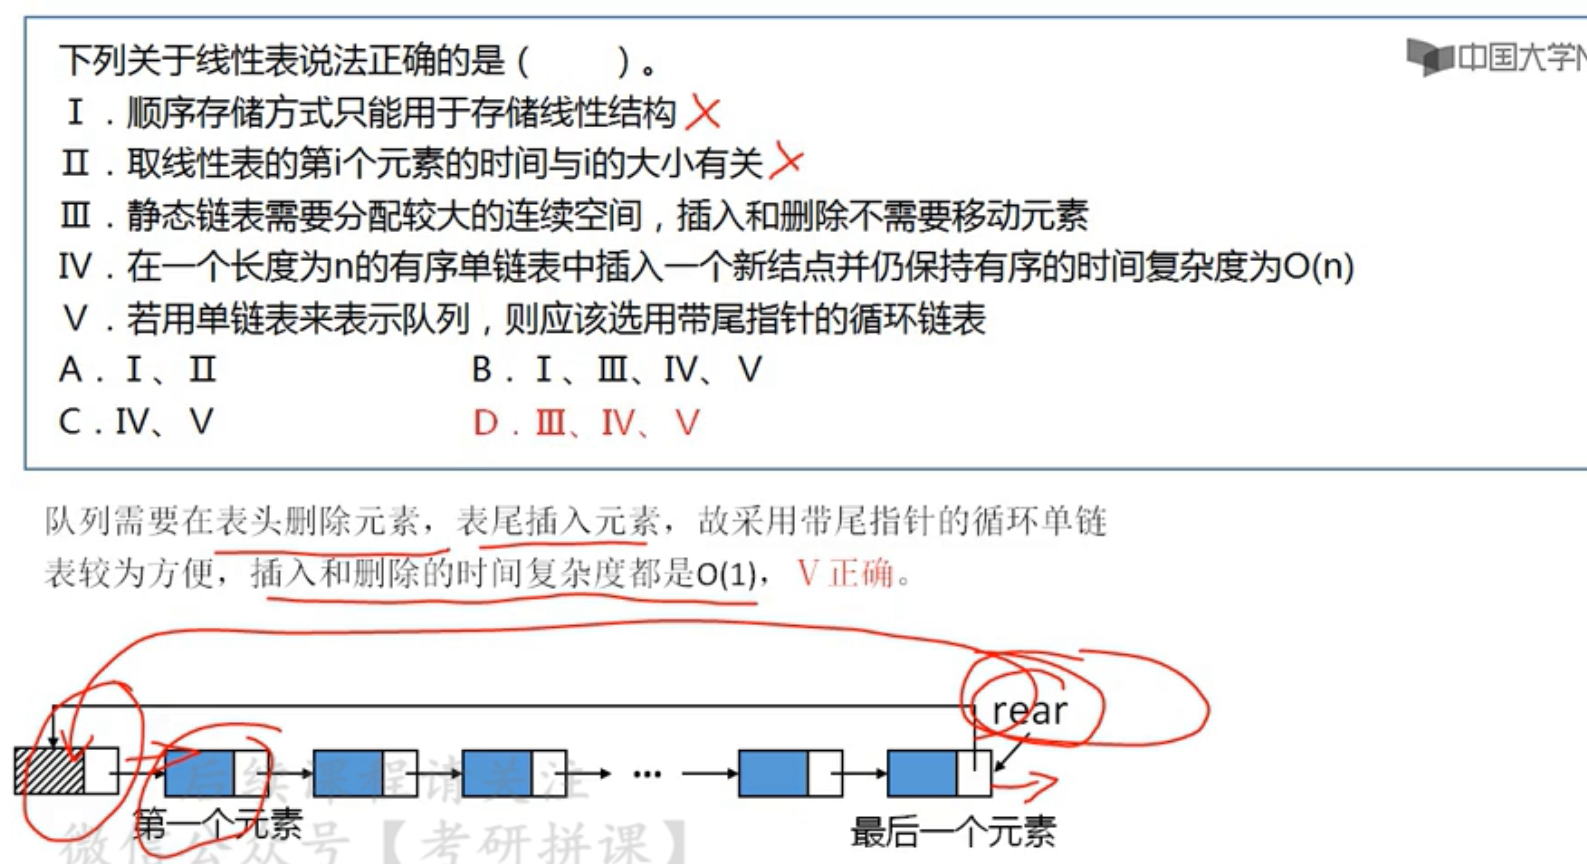 下列关于线性表说法正确的是（　　）。
中国大学
Ⅰ．顺序存储方式只能用于存储线性结构
Ⅱ．取线性表的第i个元素的时间与i的大小有关
Ⅲ．静态链表需要分配较大的连续空间，插入和删除不需要移动元素
Ⅳ．在一个长度为n的有序单链表中插入一个新结点并仍保持有序的时间复杂度为O(n)
Ⅴ．若用单链表来表示队列，则应该选用带尾指针的循环链表
A．Ⅰ、Ⅱ　　B．Ⅰ、Ⅲ、Ⅳ、Ⅴ
C．Ⅳ、Ⅴ　　D．Ⅲ、Ⅳ、Ⅴ
队列需要在表头删除元素，表尾插入元素，故采用带尾指针的循环单链
表较为方便，插入和删除的时间复杂度都是O(1)，Ⅴ正确。
rear
...
后续课程请关注
第一个元素
最后一个元素
微信公众号【考研拼课】